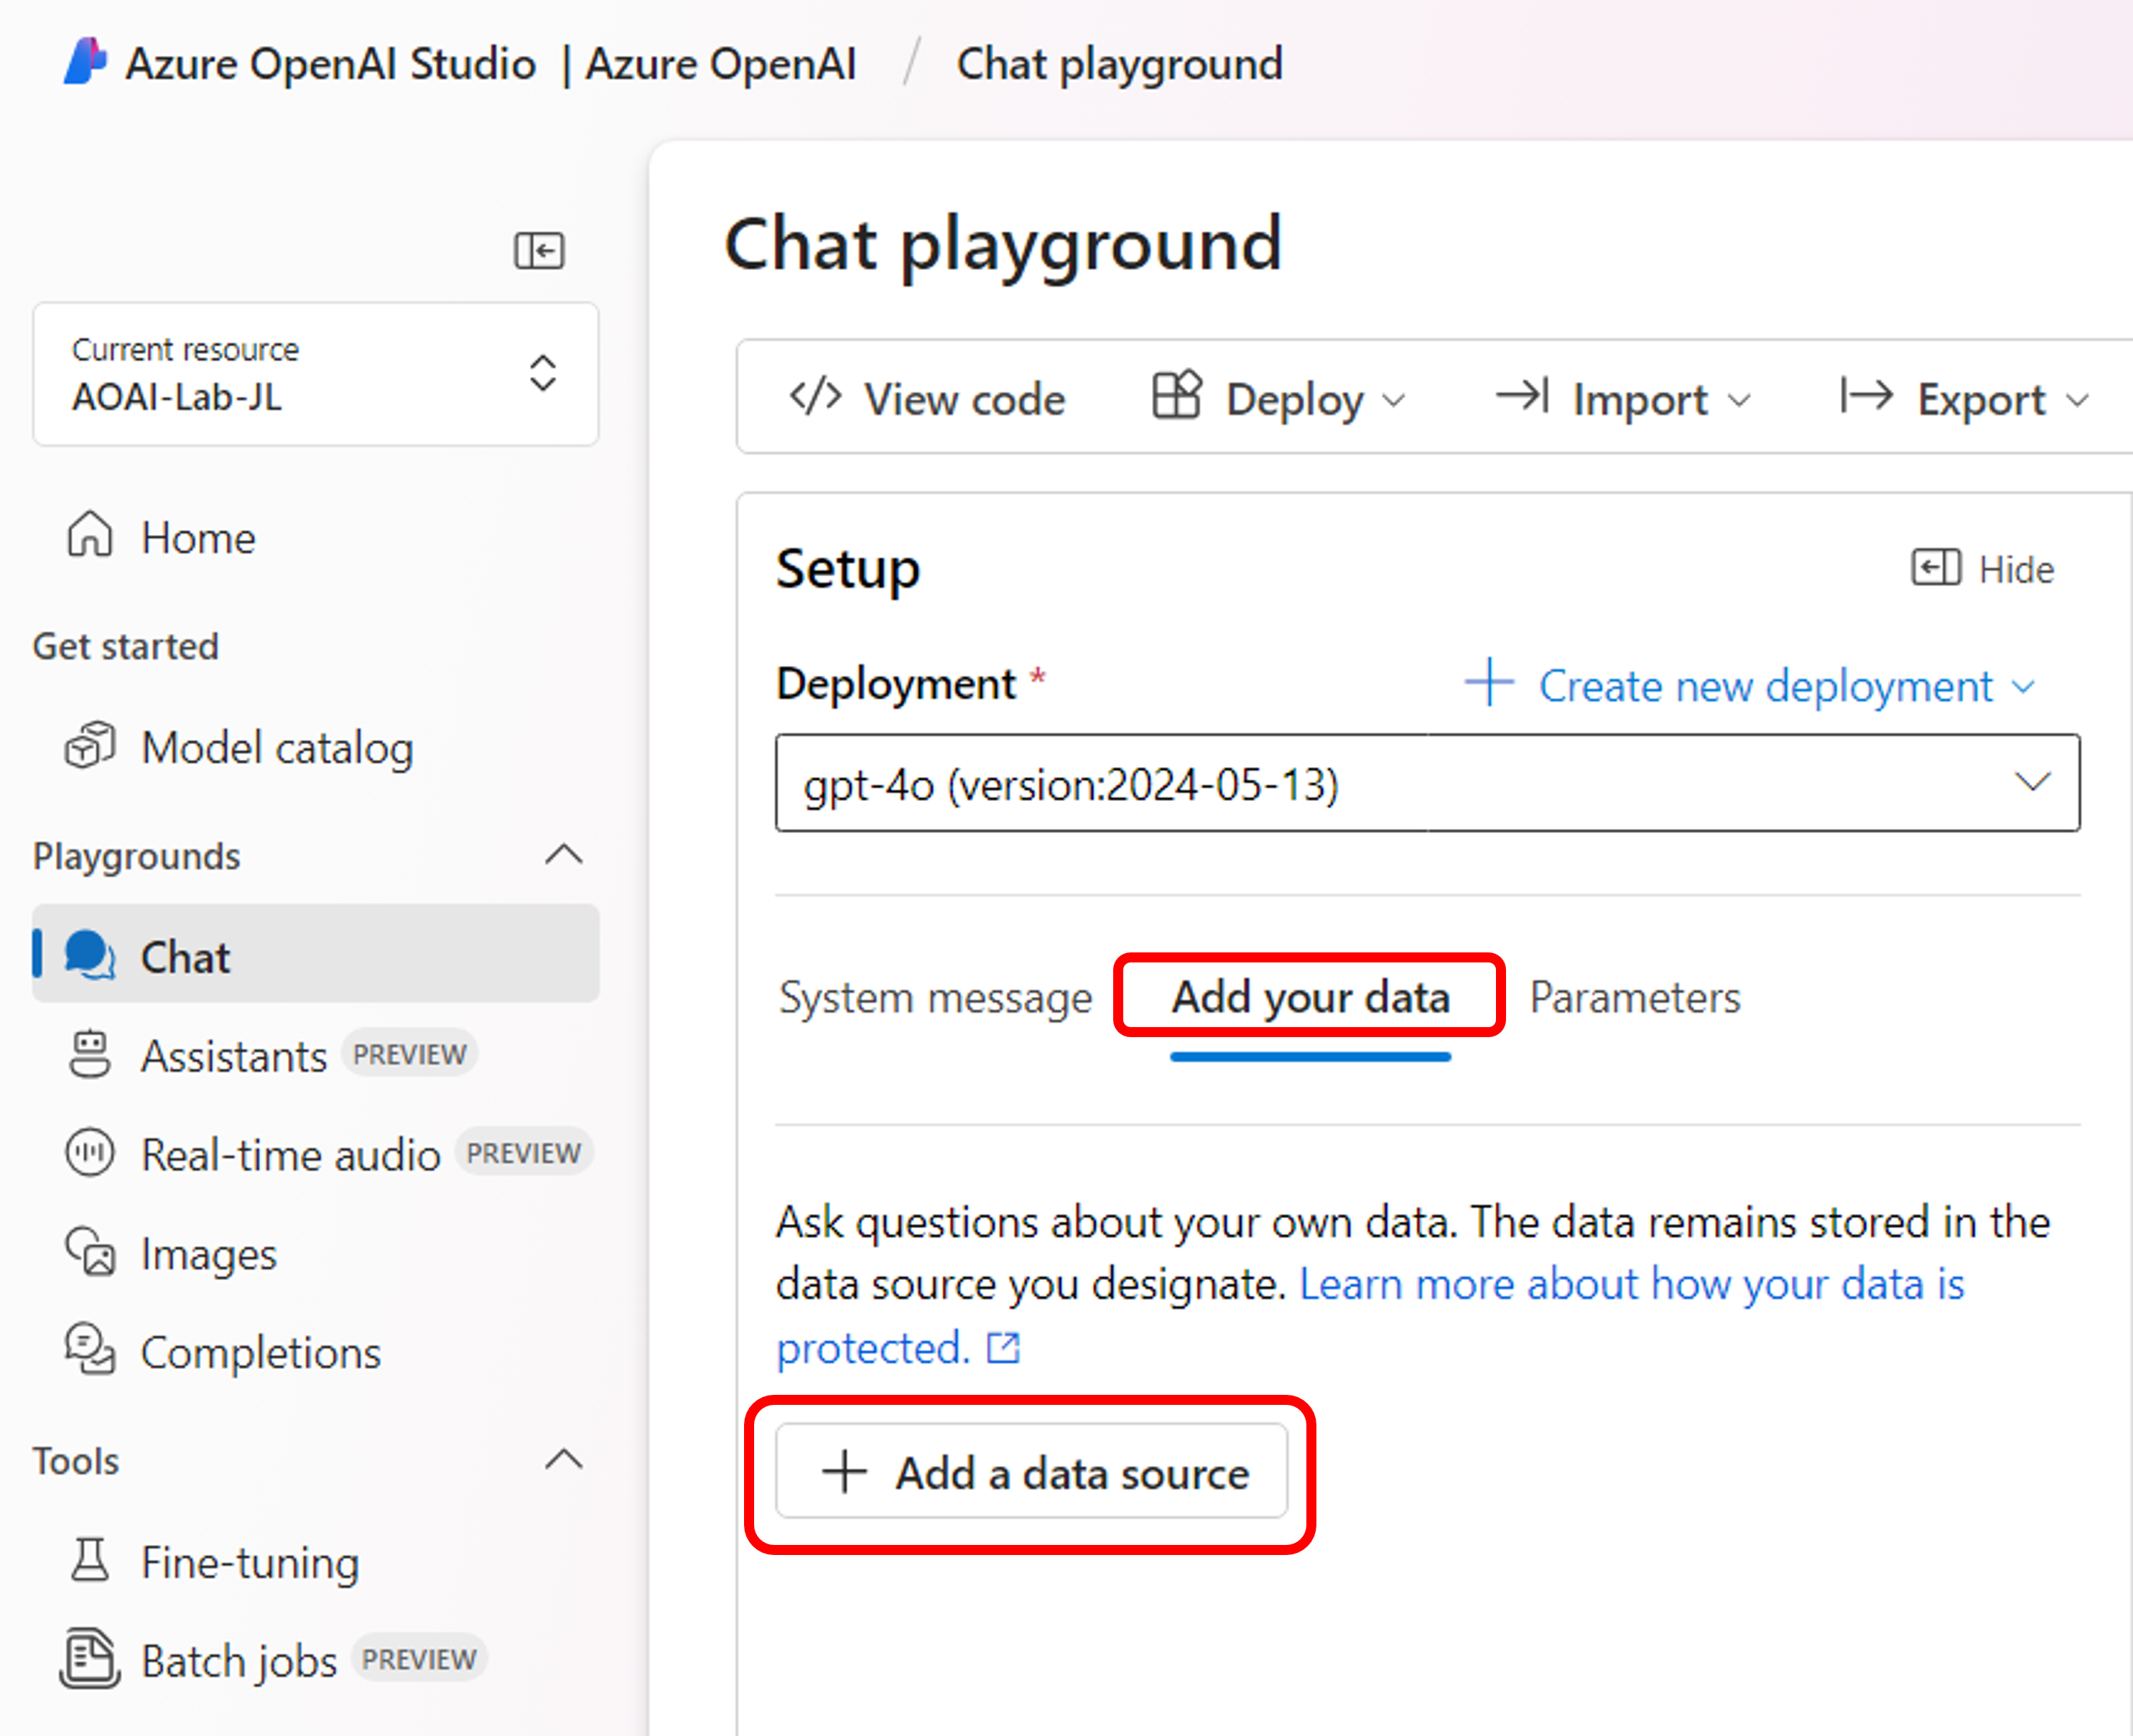 Azure OpenAI Studio | Azure OpenAI / Chat playground
Current resource
AOAI-Lab-JL
Home
Get started
Model catalog
Playgrounds
Chat
Assistants PREVIEW
Real-time audio PREVIEW
Images
Completions
Tools
Fine-tuning
Batch jobs PREVIEW
Chat playground
</> View code Deploy Import Export
Setup Hide
Deployment * + Create new deployment
gpt-4o (version:2024-05-13)
System message Add your data Parameters
Ask questions about your own data. The data remains stored in the
data source you designate. Learn more about how your data is
protected.
+ Add a data source